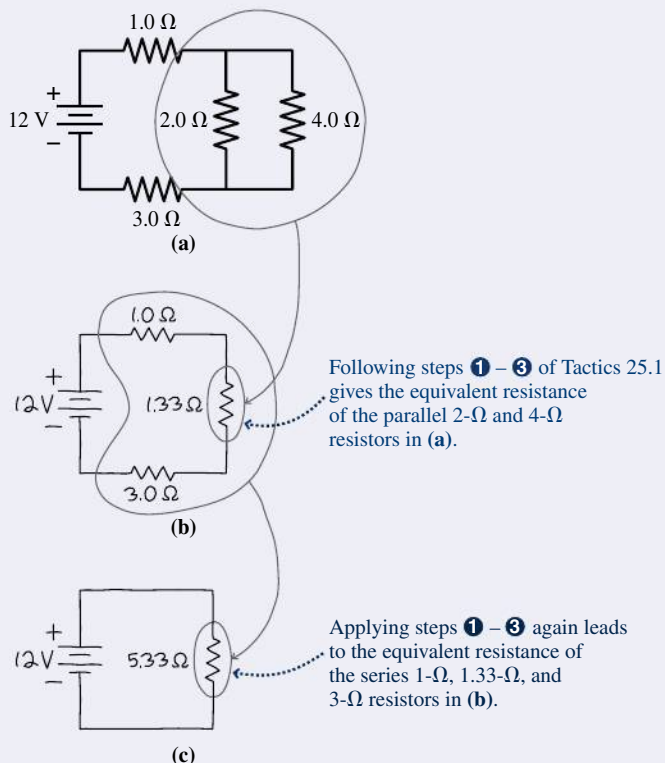 1.0 Ω
+
12 V
2.0 Ω
4.0 Ω
−
3.0 Ω
(a)
1.0 Ω
+
12V
1.33Ω
−
3.0 Ω
(b)
Following steps ❶ – ❸ of Tactics 25.1
gives the equivalent resistance
of the parallel 2-Ω and 4-Ω
resistors in (a).
+
12V
5.33Ω
−
(c)
Applying steps ❶ – ❸ again leads
to the equivalent resistance of
the series 1-Ω, 1.33-Ω, and
3-Ω resistors in (b).